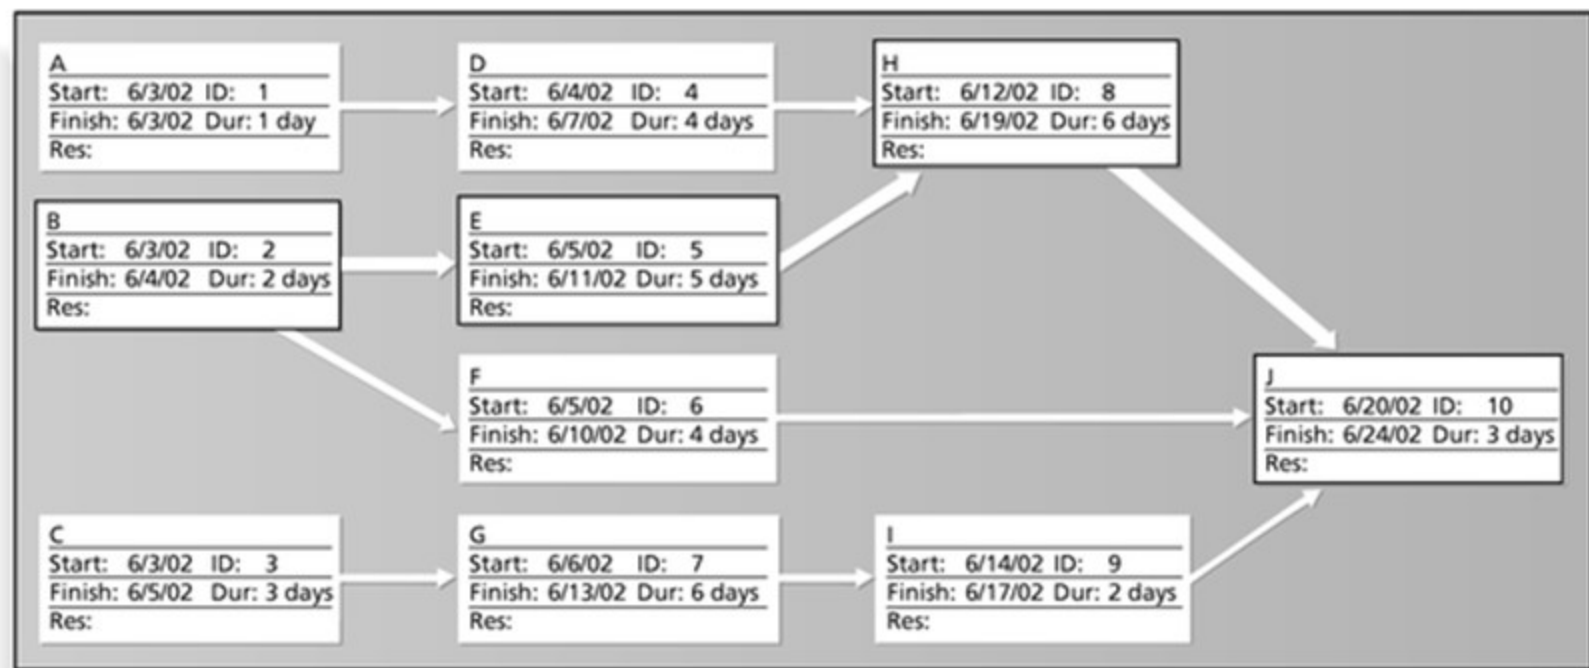 A
Start: 6/3/02 ID: 1
Finish: 6/3/02 Dur: 1 day
Res:
D
Start: 6/4/02 ID: 4
Finish: 6/7/02 Dur: 4 days
Res:
H
Start: 6/12/02 ID: 8
Finish: 6/19/02 Dur: 6 days
Res:
B
Start: 6/3/02 ID: 2
Finish: 6/4/02 Dur: 2 days
Res:
E
Start: 6/5/02 ID: 5
Finish: 6/11/02 Dur: 5 days
Res:
F
Start: 6/5/02 ID: 6
Finish: 6/10/02 Dur: 4 days
Res:
J
Start: 6/20/02 ID: 10
Finish: 6/24/02 Dur: 3 days
Res:
C
Start: 6/3/02 ID: 3
Finish: 6/5/02 Dur: 3 days
Res:
G
Start: 6/6/02 ID: 7
Finish: 6/13/02 Dur: 6 days
Res:
I
Start: 6/14/02 ID: 9
Finish: 6/17/02 Dur: 2 days
Res: